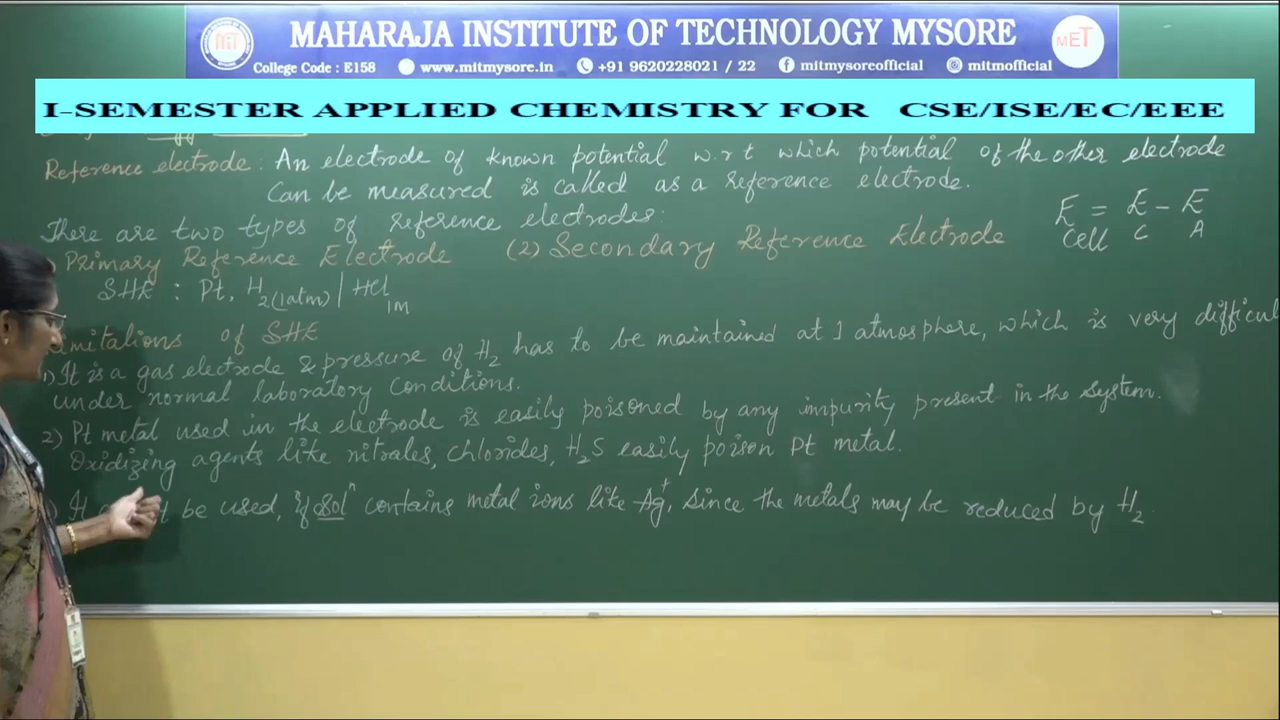 MAHARAJA INSTITUTE OF TECHNOLOGY MYSORE
MiT
MYSORE
MET
College Code : E158 www.mitmysore.in +91 9620228021 / 22 mitmysoreofficial mitmofficial
I-SEMESTER APPLIED CHEMISTRY FOR CSE/ISE/EC/EEE
Reference electrode : An electrode of known potential w.r.t which potential of the other electrode
Can be measured is called as a reference electrode.
There are two types of reference electrodes:
E = E - E
Cell C A
Primary Reference Electrode (2) Secondary Reference Electrode
SHE : Pt, H2(1atm) | HCl 1M
Limitations of SHE
1) It is a gas electrode & pressure of H2 has to be maintained at 1 atmosphere, which is very difficul
under normal laboratory conditions.
2) Pt metal used in the electrode is easily poisoned by any impurity present in the system.
Oxidizing agents like nitrales, chlorides, H2S easily poison Pt metal.
It be used, if solⁿ contains metal ions like Ag⁺, since the metals may be reduced by H2.